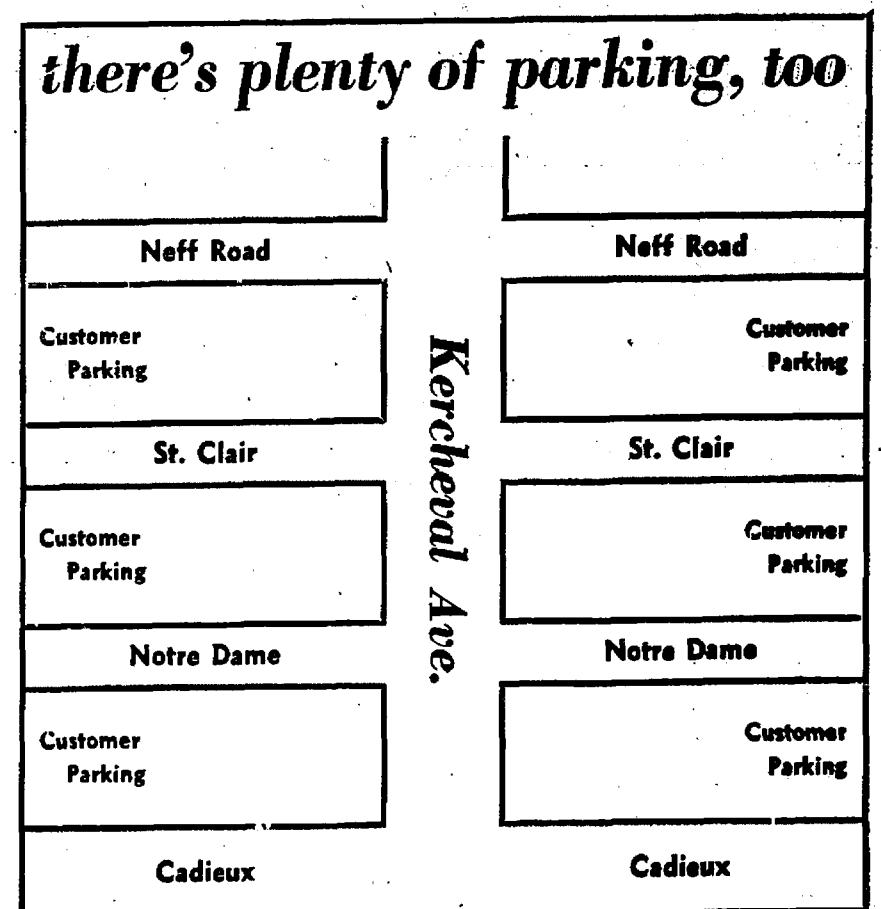 there's plenty of parking, too
Neff Road
Neff Road
Customer
Parking
Customer
Parking
Kercheval Ave.
St. Clair
St. Clair
Customer
Parking
Customer
Parking
Notre Dame
Notre Dame
Customer
Parking
Customer
Parking
Cadieux
Cadieux